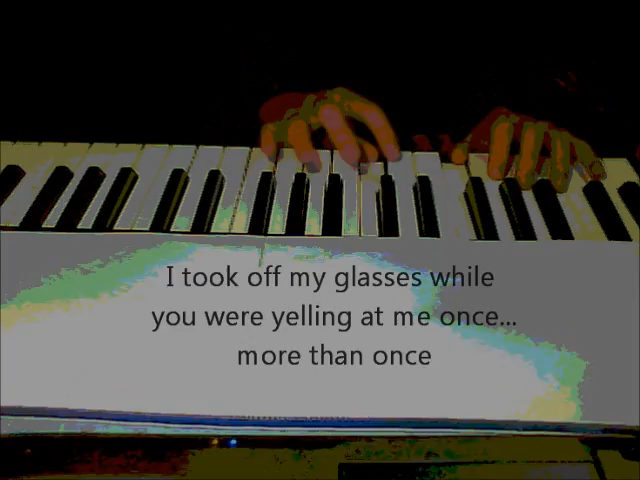 I took off my glasses while
you were yelling at me once...
more than once